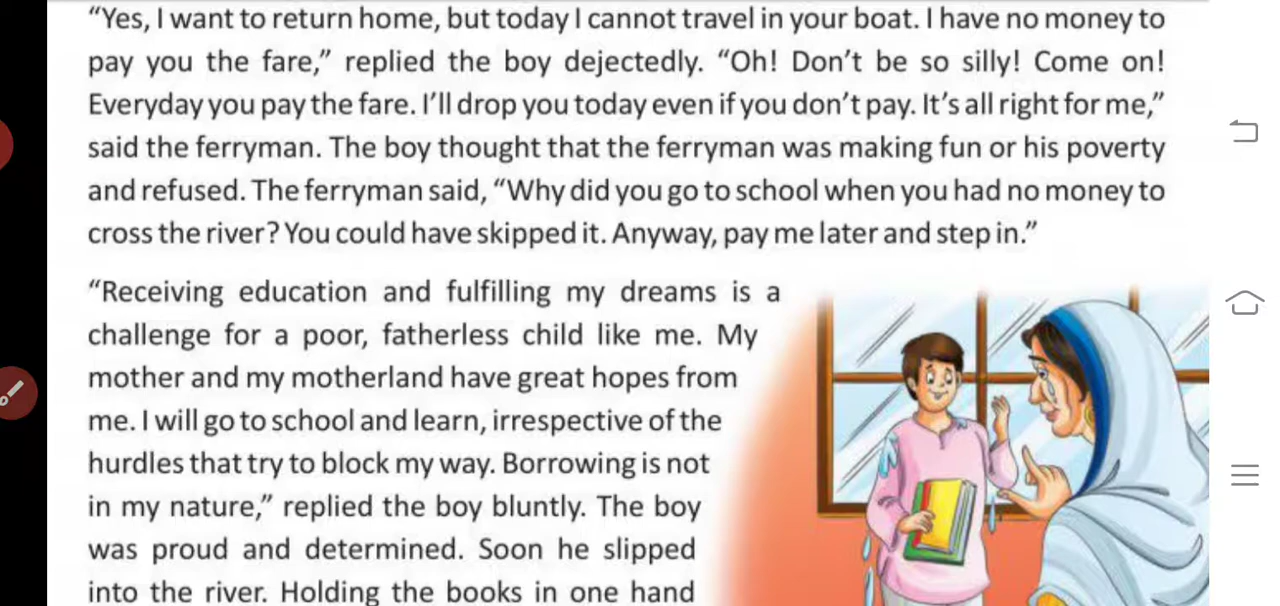 “Yes, I want to return home, but today I cannot travel in your boat. I have no money to
pay you the fare,” replied the boy dejectedly. “Oh! Don’t be so silly! Come on!
Everyday you pay the fare. I’ll drop you today even if you don’t pay. It’s all right for me,”
said the ferryman. The boy thought that the ferryman was making fun or his poverty
and refused. The ferryman said, “Why did you go to school when you had no money to
cross the river? You could have skipped it. Anyway, pay me later and step in.”
“Receiving education and fulfilling my dreams is a
challenge for a poor, fatherless child like me. My
mother and my motherland have great hopes from
me. I will go to school and learn, irrespective of the
hurdles that try to block my way. Borrowing is not
in my nature,” replied the boy bluntly. The boy
was proud and determined. Soon he slipped
into the river. Holding the books in one hand